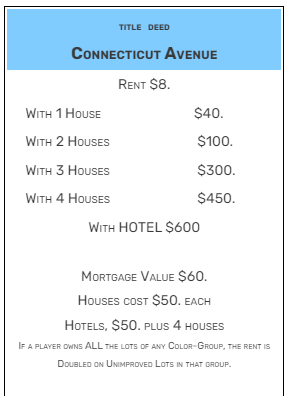 TITLE DEED
CONNECTICUT AVENUE
RENT $8.
WITH 1 HOUSE $40.
WITH 2 HOUSES $100.
WITH 3 HOUSES $300.
WITH 4 HOUSES $450.
WITH HOTEL $600
MORTGAGE VALUE $60.
HOUSES COST $50. EACH
HOTELS, $50. PLUS 4 HOUSES
IF A PLAYER OWNS ALL THE LOTS OF ANY COLOR-GROUP, THE RENT IS
DOUBLED ON UNIMPROVED LOTS IN THAT GROUP.